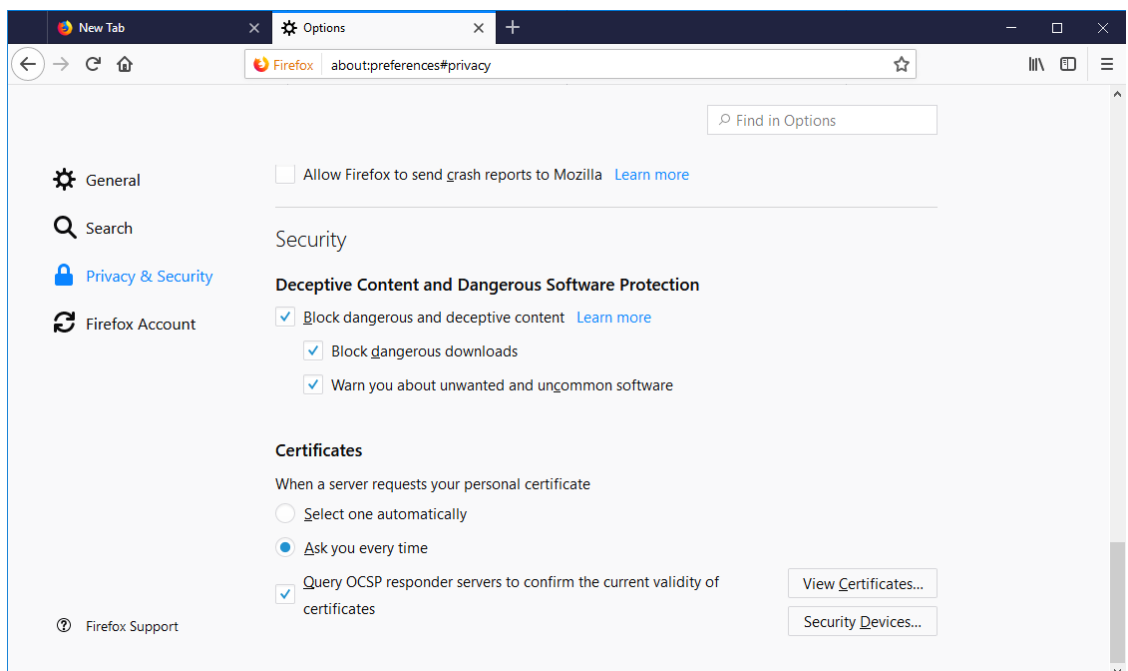 New Tab
Options
Firefox about:preferences#privacy
Find in Options
General
Search
Privacy & Security
Firefox Account
Firefox Support
Allow Firefox to send crash reports to Mozilla Learn more
Security
Deceptive Content and Dangerous Software Protection
Block dangerous and deceptive content Learn more
Block dangerous downloads
Warn you about unwanted and uncommon software
Certificates
When a server requests your personal certificate
Select one automatically
Ask you every time
Query OCSP responder servers to confirm the current validity of
certificates
View Certificates...
Security Devices...